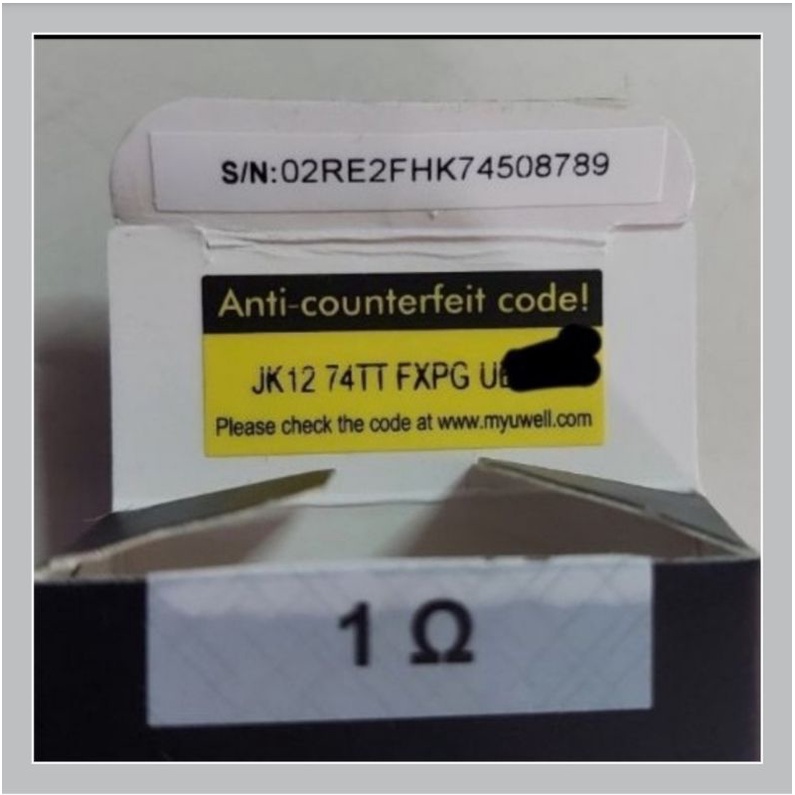 S/N:02RE2FHK74508789
Anti-counterfeit code!
JK12 74TT FXPG
Please check the code at www.myuwell.com
1 Ω